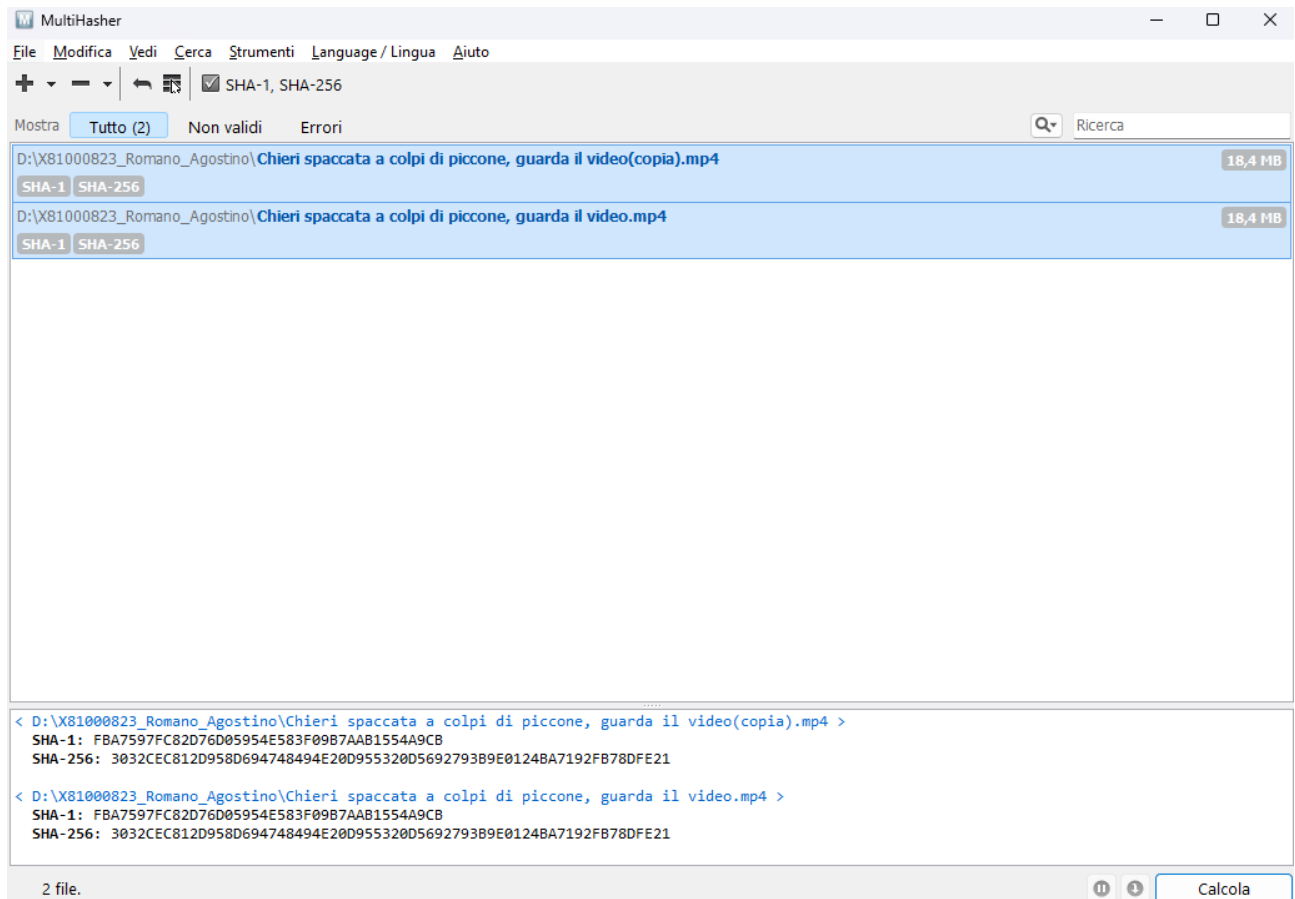 MultiHasher
File Modifica Vedi Cerca Strumenti Language / Lingua Aiuto
SHA-1, SHA-256
Mostra Tutto (2) Non validi Errori Ricerca
D:\X81000823_Romano_Agostino\Chieri spaccata a colpi di piccone, guarda il video(copia).mp4 18,4 MB
SHA-1 SHA-256
D:\X81000823_Romano_Agostino\Chieri spaccata a colpi di piccone, guarda il video.mp4 18,4 MB
SHA-1 SHA-256
< D:\X81000823_Romano_Agostino\Chieri spaccata a colpi di piccone, guarda il video(copia).mp4 >
SHA-1: FBA7597FC82D76D05954E583F09B7AAB1554A9CB
SHA-256: 3032CEC812D958D694748494E20D955320D5692793B9E0124BA7192FB78DFE21
< D:\X81000823_Romano_Agostino\Chieri spaccata a colpi di piccone, guarda il video.mp4 >
SHA-1: FBA7597FC82D76D05954E583F09B7AAB1554A9CB
SHA-256: 3032CEC812D958D694748494E20D955320D5692793B9E0124BA7192FB78DFE21
2 file. Calcola